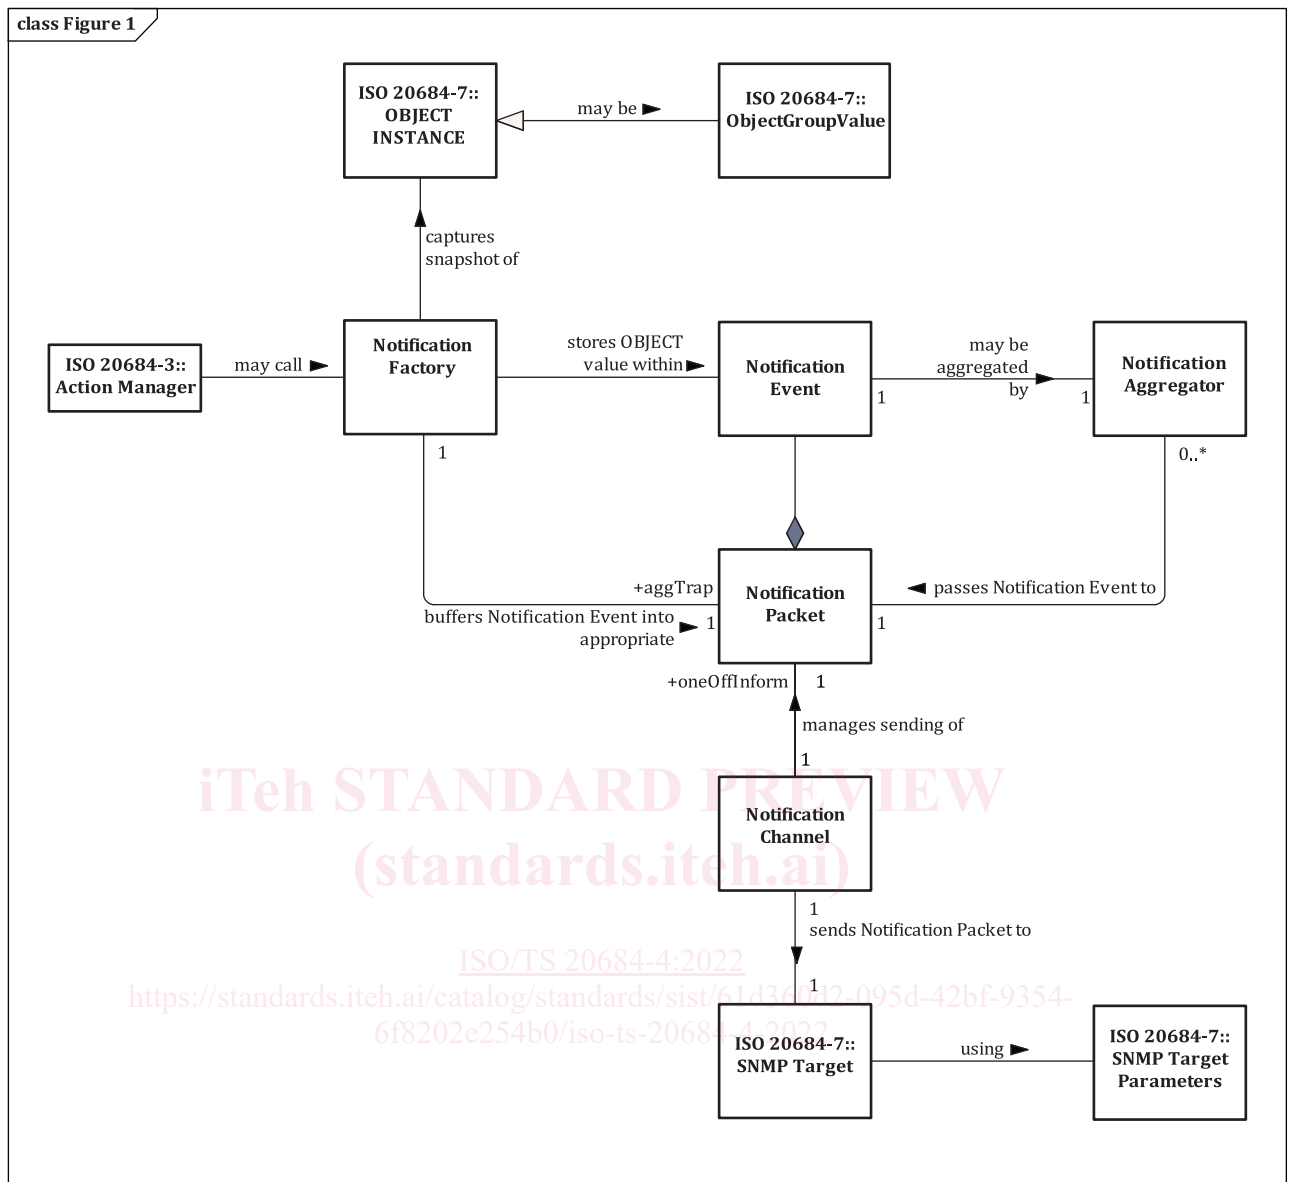 class Figure 1
ISO 20684-7::
OBJECT
INSTANCE
may be
ISO 20684-7::
ObjectGroupValue
captures
snapshot of
ISO 20684-3::
Action Manager
may call
Notification
Factory
stores OBJECT
value within
Notification
Event
may be
aggregated
by
1
1
Notification
Aggregator
1
0..*
+aggTrap
buffers Notification Event into
appropriate
1
Notification
Packet
passes Notification Event to
1
+oneOffInform
1
manages sending of
1
iTeh STANDARD PREVIEW
(standards.iteh.ai)
Notification
Channel
1
sends Notification Packet to
ISO/TS 20684-4:2022
https://standards.iteh.ai/catalog/standards/sist/61d360d2-095d-42bf-9354-
6f8202e254b0/iso-ts-20684-4-2022
1
ISO 20684-7::
SNMP Target
using
ISO 20684-7::
SNMP Target
Parameters